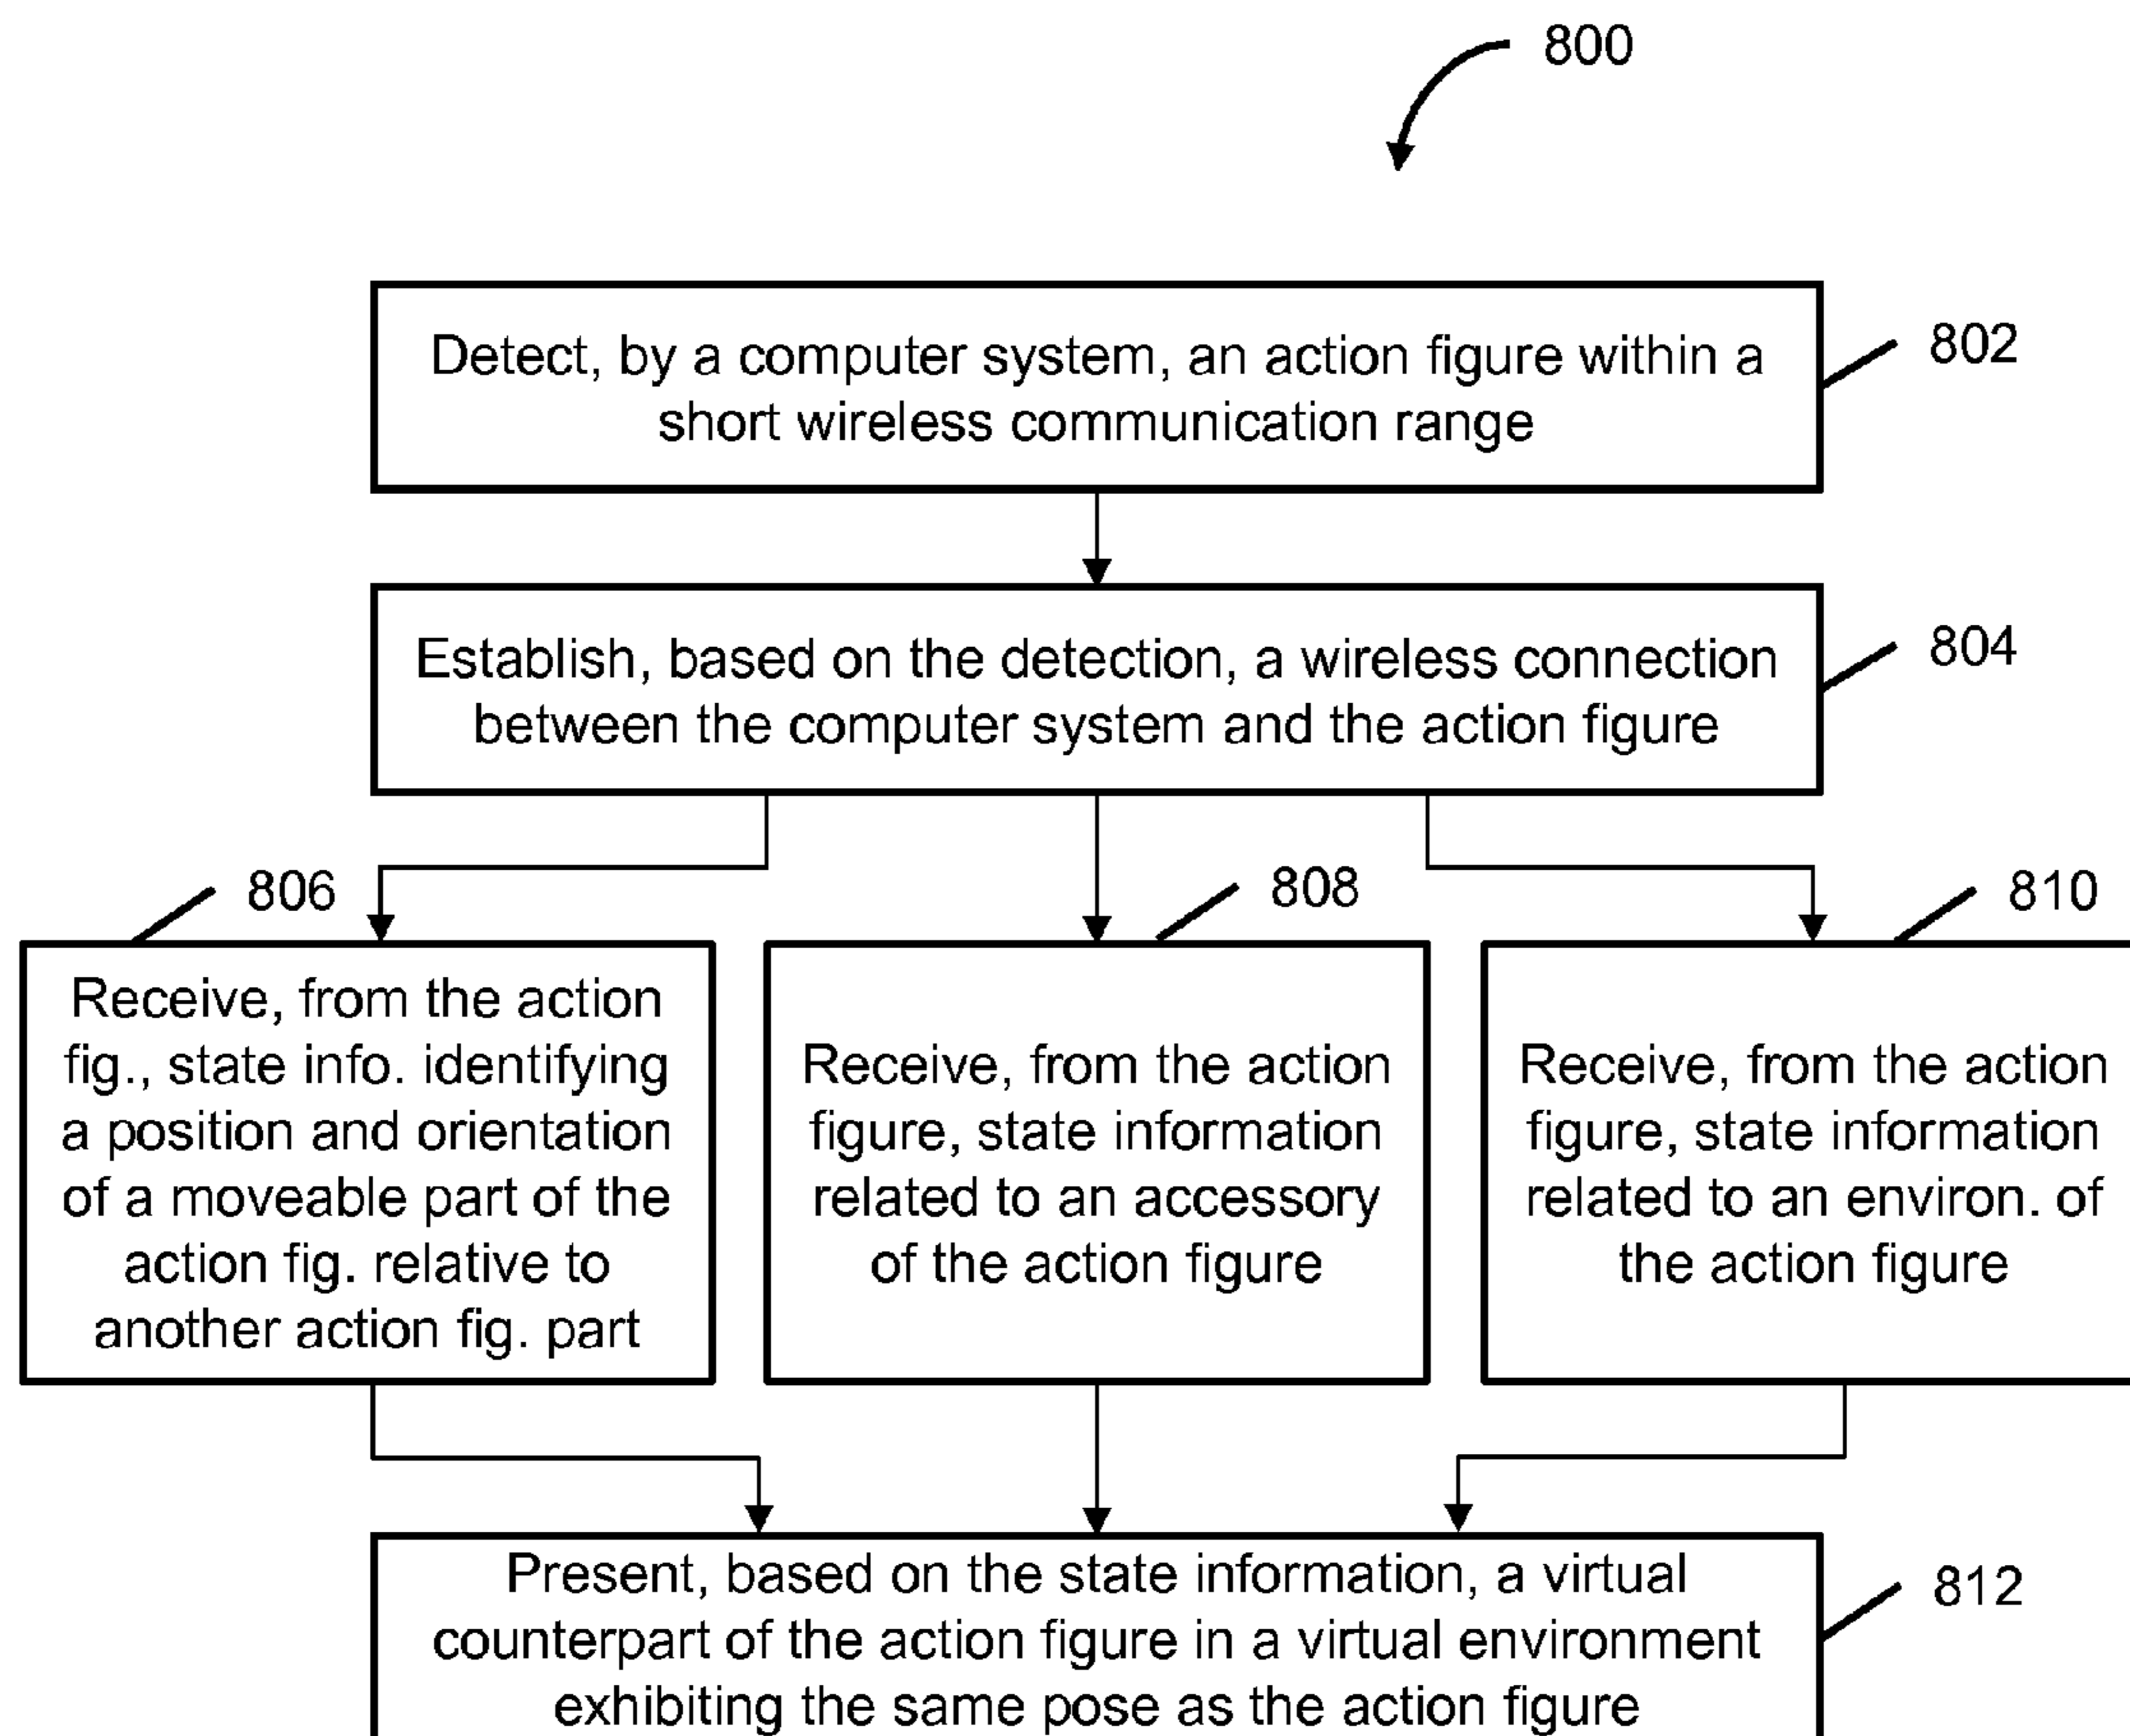 800
Detect, by a computer system, an action figure within a
short wireless communication range
802
Establish, based on the detection, a wireless connection
between the computer system and the action figure
804
806
Receive, from the action
fig., state info. identifying
a position and orientation
of a moveable part of the
action fig. relative to
another action fig. part
808
Receive, from the action
figure, state information
related to an accessory
of the action figure
810
Receive, from the action
figure, state information
related to an environ. of
the action figure
Present, based on the state information, a virtual
counterpart of the action figure in a virtual environment
exhibiting the same pose as the action figure
812